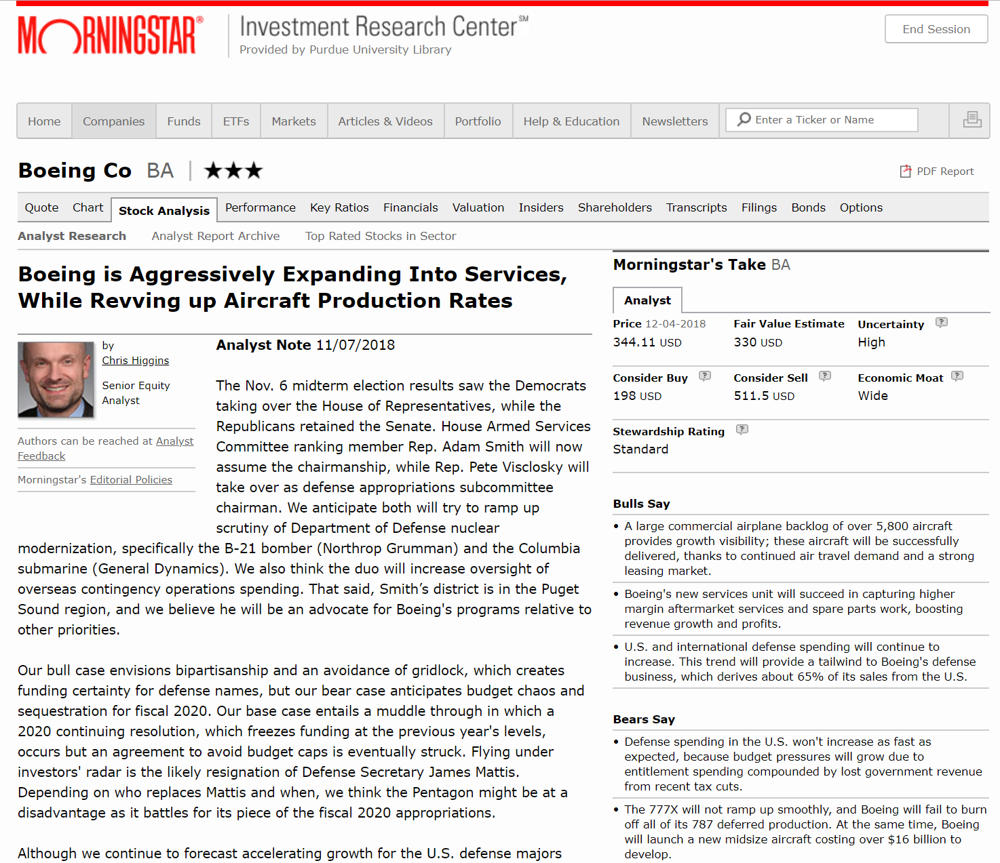 MORNINGSTAR®
Investment Research Center℠
Provided by Purdue University Library
End Session
Home
Companies
Funds
ETFs
Markets
Articles & Videos
Portfolio
Help & Education
Newsletters
Enter a Ticker or Name
Boeing Co BA
PDF Report
Quote
Chart
Stock Analysis
Performance
Key Ratios
Financials
Valuation
Insiders
Shareholders
Transcripts
Filings
Bonds
Options
Analyst Research
Analyst Report Archive
Top Rated Stocks in Sector
Boeing is Aggressively Expanding Into Services,
While Revving up Aircraft Production Rates
by
Chris Higgins
Senior Equity
Analyst
Authors can be reached at Analyst
Feedback
Morningstar's Editorial Policies
Analyst Note 11/07/2018
The Nov. 6 midterm election results saw the Democrats
taking over the House of Representatives, while the
Republicans retained the Senate. House Armed Services
Committee ranking member Rep. Adam Smith will now
assume the chairmanship, while Rep. Pete Visclosky will
take over as defense appropriations subcommittee
chairman. We anticipate both will try to ramp up
scrutiny of Department of Defense nuclear
modernization, specifically the B-21 bomber (Northrop Grumman) and the Columbia
submarine (General Dynamics). We also think the duo will increase oversight of
overseas contingency operations spending. That said, Smith’s district is in the Puget
Sound region, and we believe he will be an advocate for Boeing's programs relative to
other priorities.
Our bull case envisions bipartisanship and an avoidance of gridlock, which creates
funding certainty for defense names, but our bear case anticipates budget chaos and
sequestration for fiscal 2020. Our base case entails a muddle through in which a
2020 continuing resolution, which freezes funding at the previous year's levels,
occurs but an agreement to avoid budget caps is eventually struck. Flying under
investors' radar is the likely resignation of Defense Secretary James Mattis.
Depending on who replaces Mattis and when, we think the Pentagon might be at a
disadvantage as it battles for its piece of the fiscal 2020 appropriations.
Although we continue to forecast accelerating growth for the U.S. defense majors
Morningstar's Take BA
Analyst
Price 12-04-2018
344.11 USD
Fair Value Estimate
330 USD
Uncertainty
High
Consider Buy
198 USD
Consider Sell
511.5 USD
Economic Moat
Wide
Stewardship Rating
Standard
Bulls Say
• A large commercial airplane backlog of over 5,800 aircraft
provides growth visibility; these aircraft will be successfully
delivered, thanks to continued air travel demand and a strong
leasing market.
• Boeing's new services unit will succeed in capturing higher
margin aftermarket services and spare parts work, boosting
revenue growth and profits.
• U.S. and international defense spending will continue to
increase. This trend will provide a tailwind to Boeing's defense
business, which derives about 65% of its sales from the U.S.
Bears Say
• Defense spending in the U.S. won't increase as fast as
expected, because budget pressures will grow due to
entitlement spending compounded by lost government revenue
from recent tax cuts.
• The 777X will not ramp up smoothly, and Boeing will fail to burn
off all of its 787 deferred production. At the same time, Boeing
will launch a new midsize aircraft costing over $16 billion to
develop.